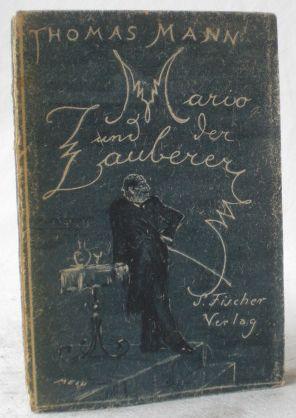 THOMAS MANN
Mario
und der
Zauberer
S. Fischer
Verlag